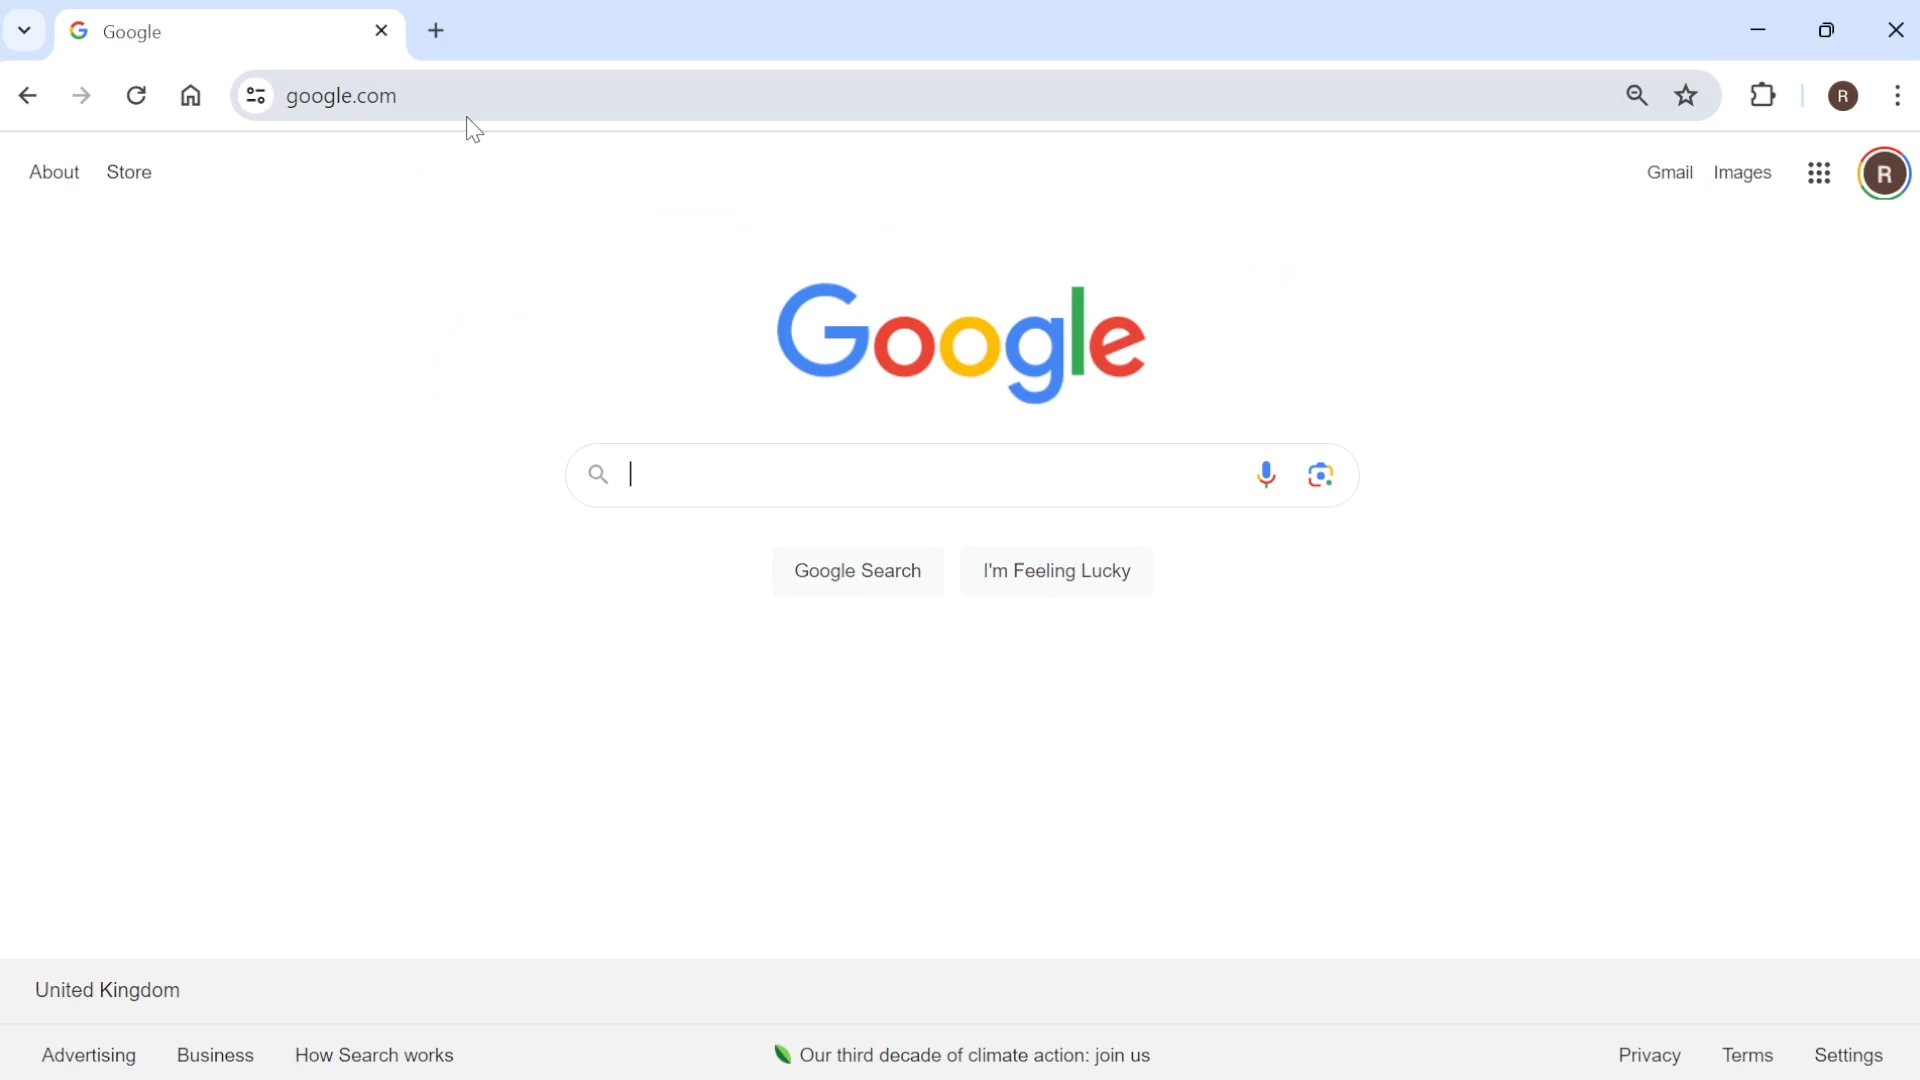 Google
google.com
R
About Store
Gmail Images R
Google
Google Search I'm Feeling Lucky
United Kingdom
Advertising Business How Search works Our third decade of climate action: join us Privacy Terms Settings